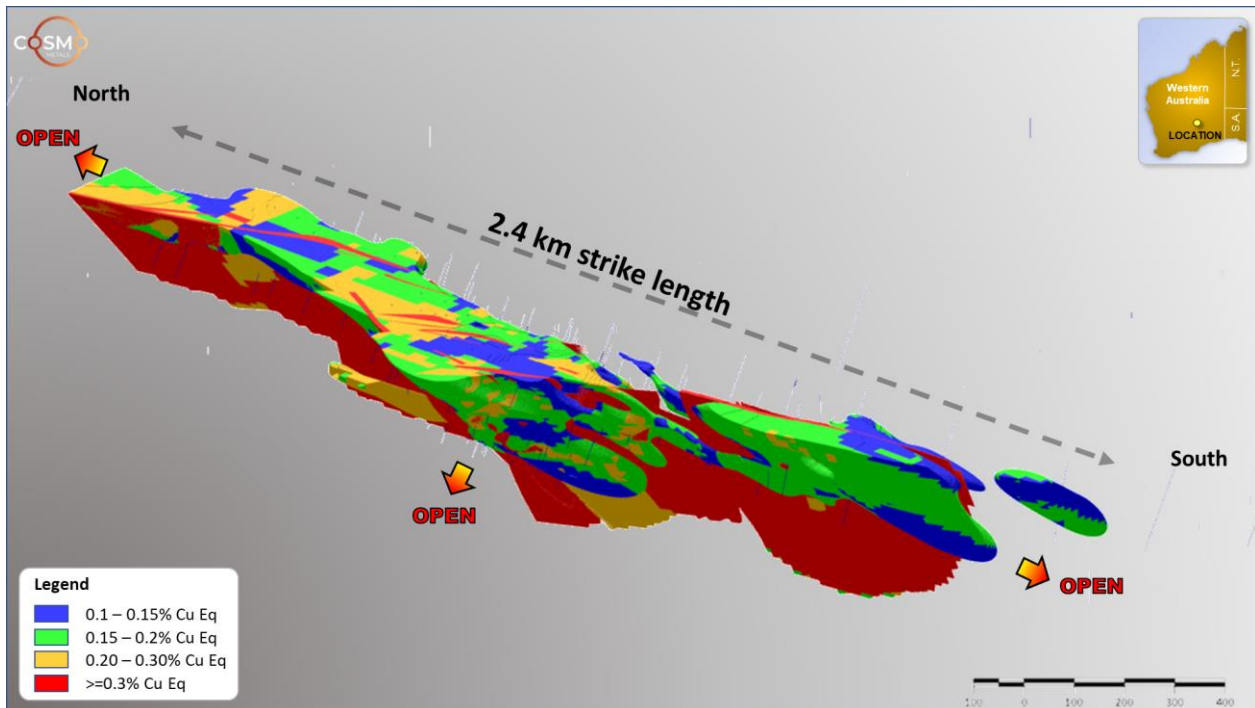 COSMO
METALS
North
OPEN
2.4 km strike length
South
OPEN
OPEN
Western
Australia
N.T.
S.A.
LOCATION
Legend
0.1 – 0.15% Cu Eq
0.15 – 0.2% Cu Eq
0.20 – 0.30% Cu Eq
>=0.3% Cu Eq
100 0 100 200 300 400